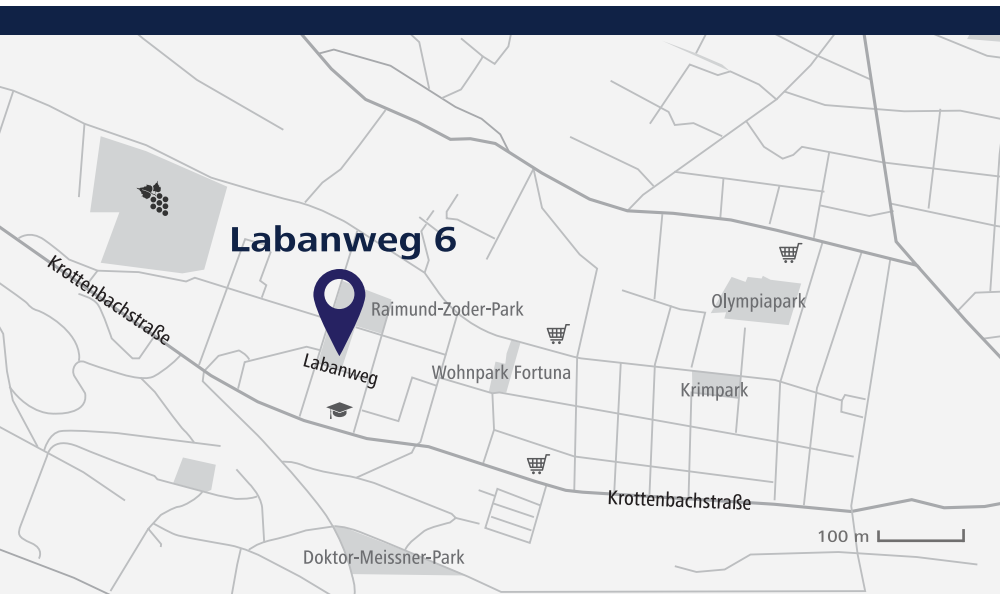 Labanweg 6
Krottenbachstraße
Raimund-Zoder-Park
Olympiapark
Labanweg
Wohnpark Fortuna
Krimpark
Krottenbachstraße
100 m
Doktor-Meissner-Park